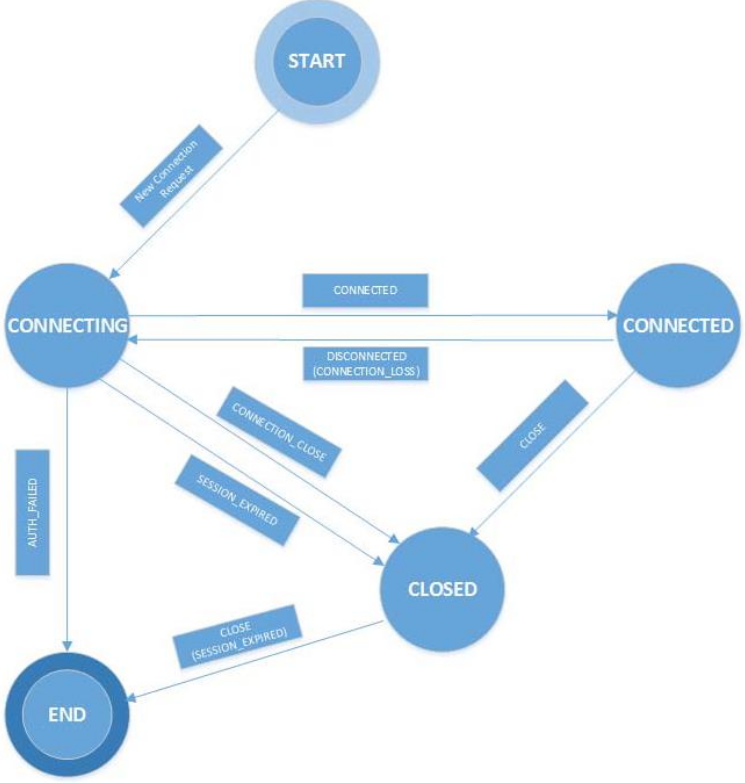 START
New Connection
Request
CONNECTING
CONNECTED
CONNECTED
DISCONNECTED
(CONNECTION_LOSS)
CONNECTION_CLOSE
CLOSE
SESSION_EXPIRED
AUTH_FAILED
CLOSED
CLOSE
(SESSION_EXPIRED)
END